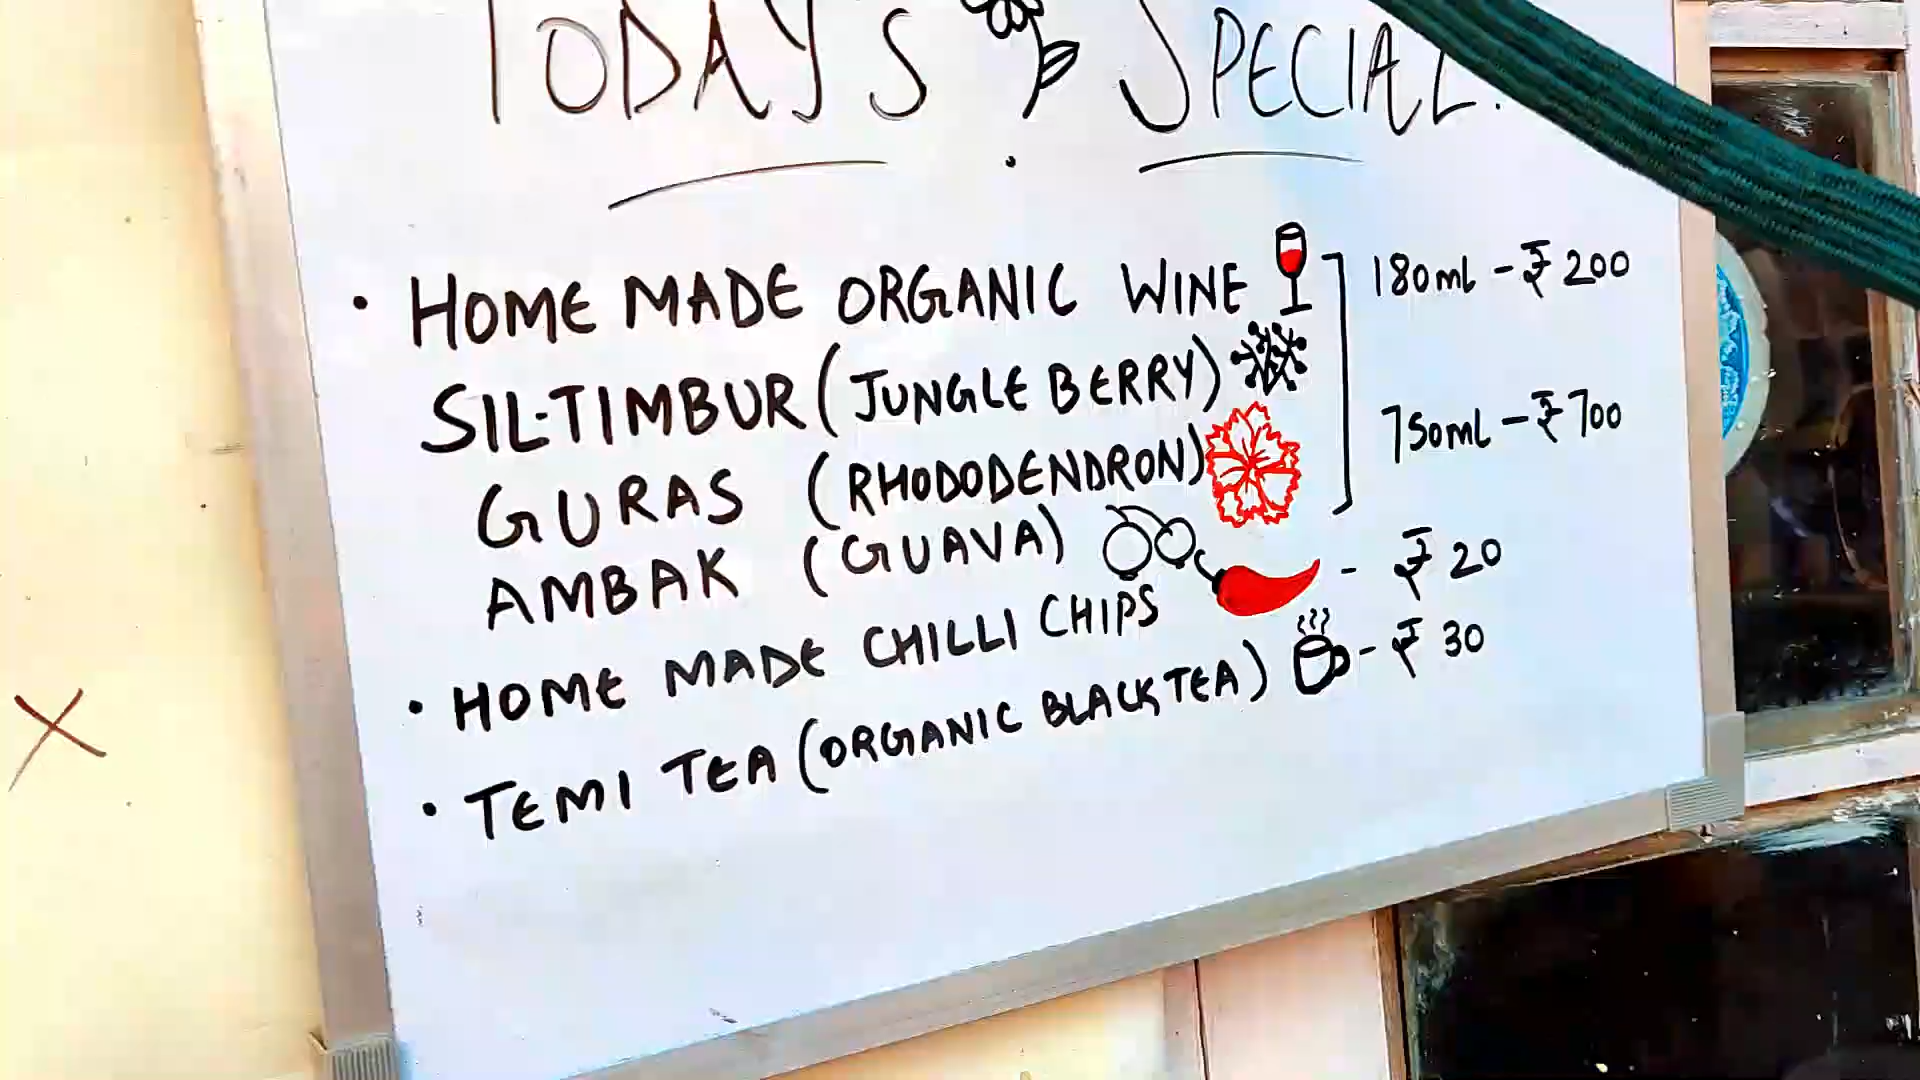 TODAY'S SPECIAL.
• HOME MADE ORGANIC WINE 180ml - ₹ 200
SIL-TIMBUR (JUNGLE BERRY)
GURAS (RHODODENDRON) 750ml - ₹ 700
AMBAK (GUAVA)
• HOME MADE CHILLI CHIPS - ₹ 20
• TEMI TEA (ORGANIC BLACK TEA) - ₹ 30